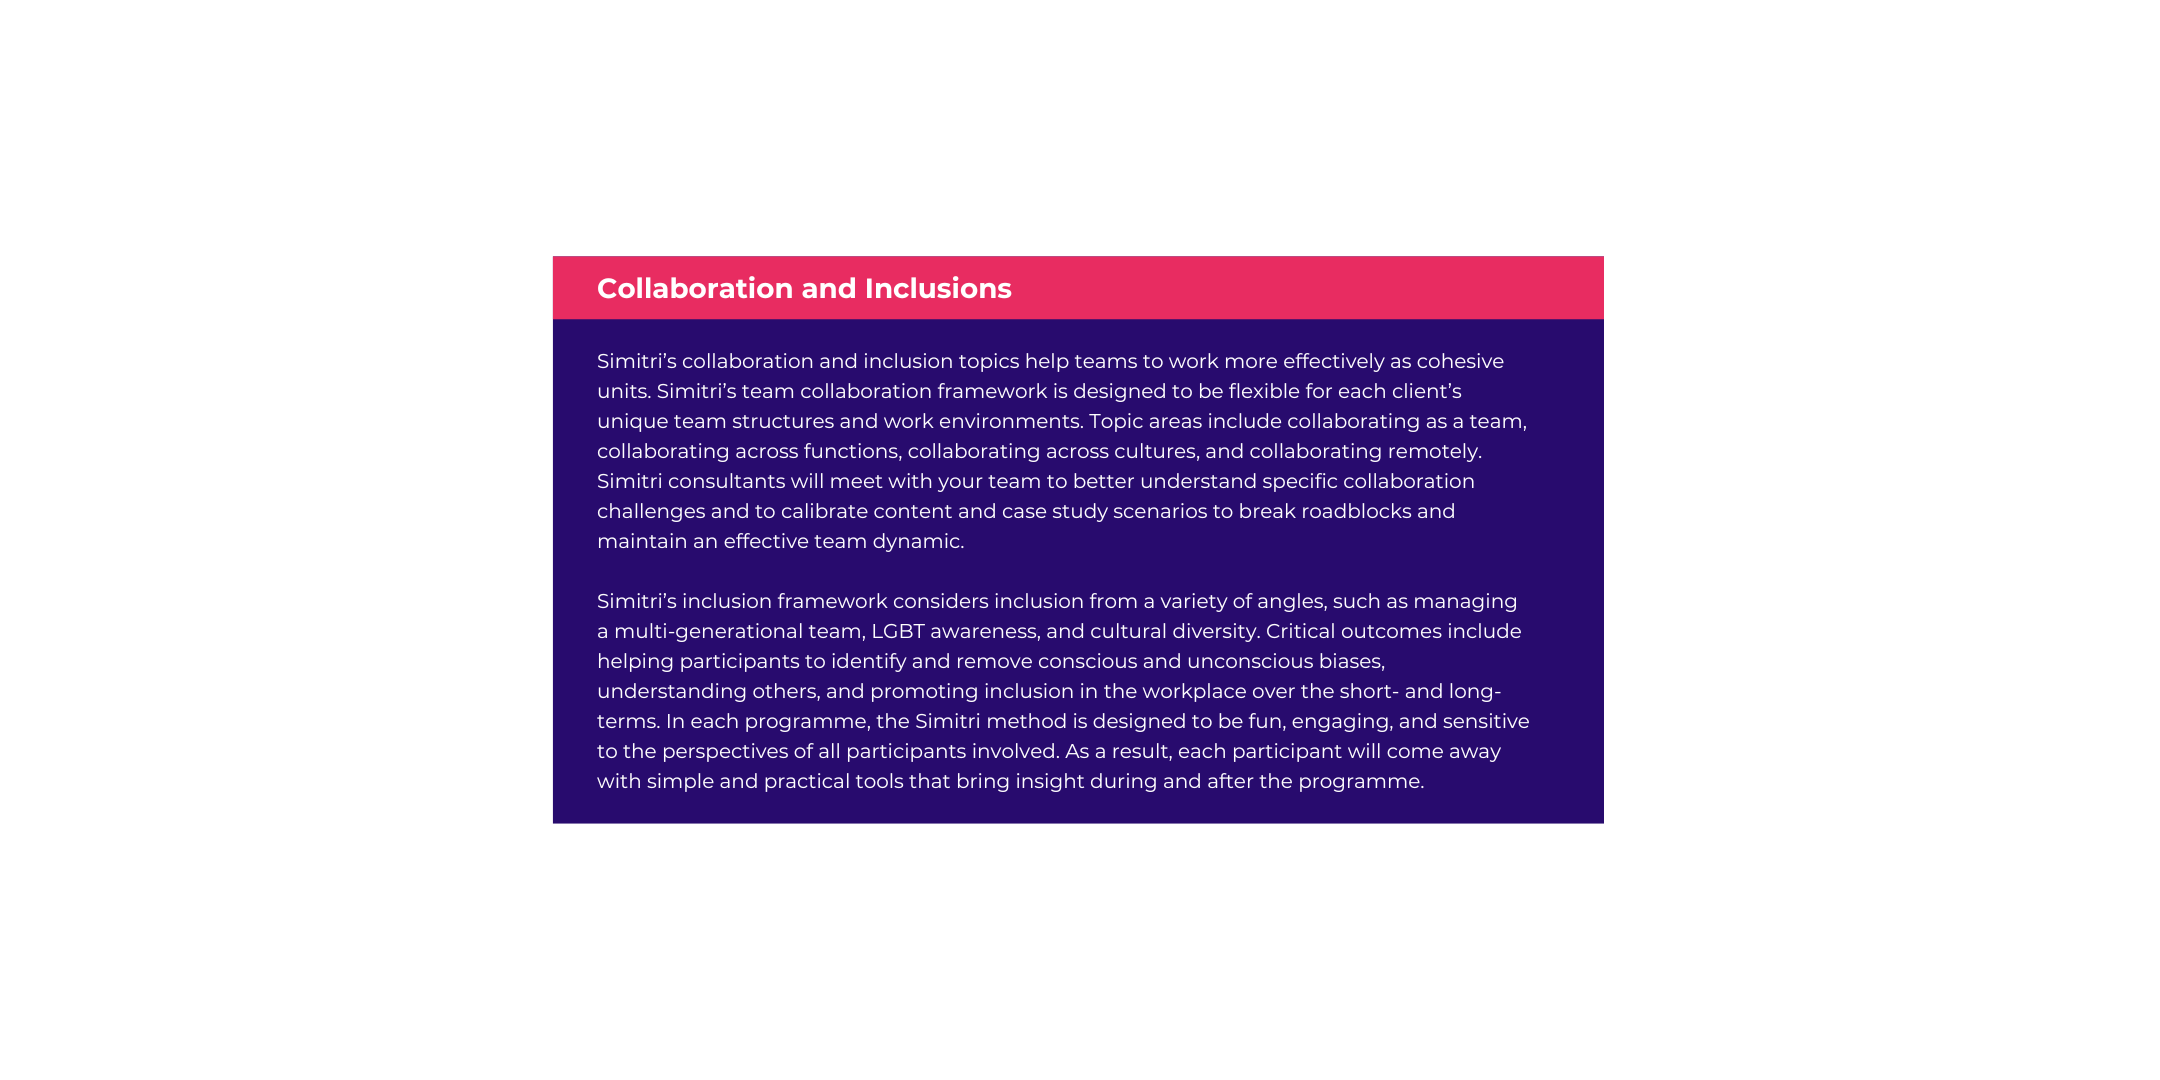 Collaboration and Inclusions
Simitri’s collaboration and inclusion topics help teams to work more effectively as cohesive
units. Simitri’s team collaboration framework is designed to be flexible for each client’s
unique team structures and work environments. Topic areas include collaborating as a team,
collaborating across functions, collaborating across cultures, and collaborating remotely.
Simitri consultants will meet with your team to better understand specific collaboration
challenges and to calibrate content and case study scenarios to break roadblocks and
maintain an effective team dynamic.
Simitri’s inclusion framework considers inclusion from a variety of angles, such as managing
a multi-generational team, LGBT awareness, and cultural diversity. Critical outcomes include
helping participants to identify and remove conscious and unconscious biases,
understanding others, and promoting inclusion in the workplace over the short- and long-
terms. In each programme, the Simitri method is designed to be fun, engaging, and sensitive
to the perspectives of all participants involved. As a result, each participant will come away
with simple and practical tools that bring insight during and after the programme.